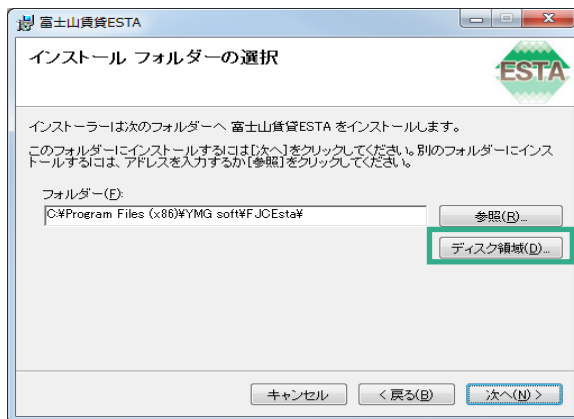 富士山賃貸ESTA
インストール フォルダーの選択
ESTA
インストーラーは次のフォルダーへ 富士山賃貸ESTA をインストールします。
このフォルダーにインストールするには[次へ]をクリックしてください。別のフォルダーにインス
トールするには、アドレスを入力するか[参照]をクリックしてください。
フォルダー(F):
C:¥Program Files (x86)¥YMG soft¥FJCEsta¥
参照(R)...
ディスク領域(D)...
キャンセル
< 戻る(B)
次へ(N) >